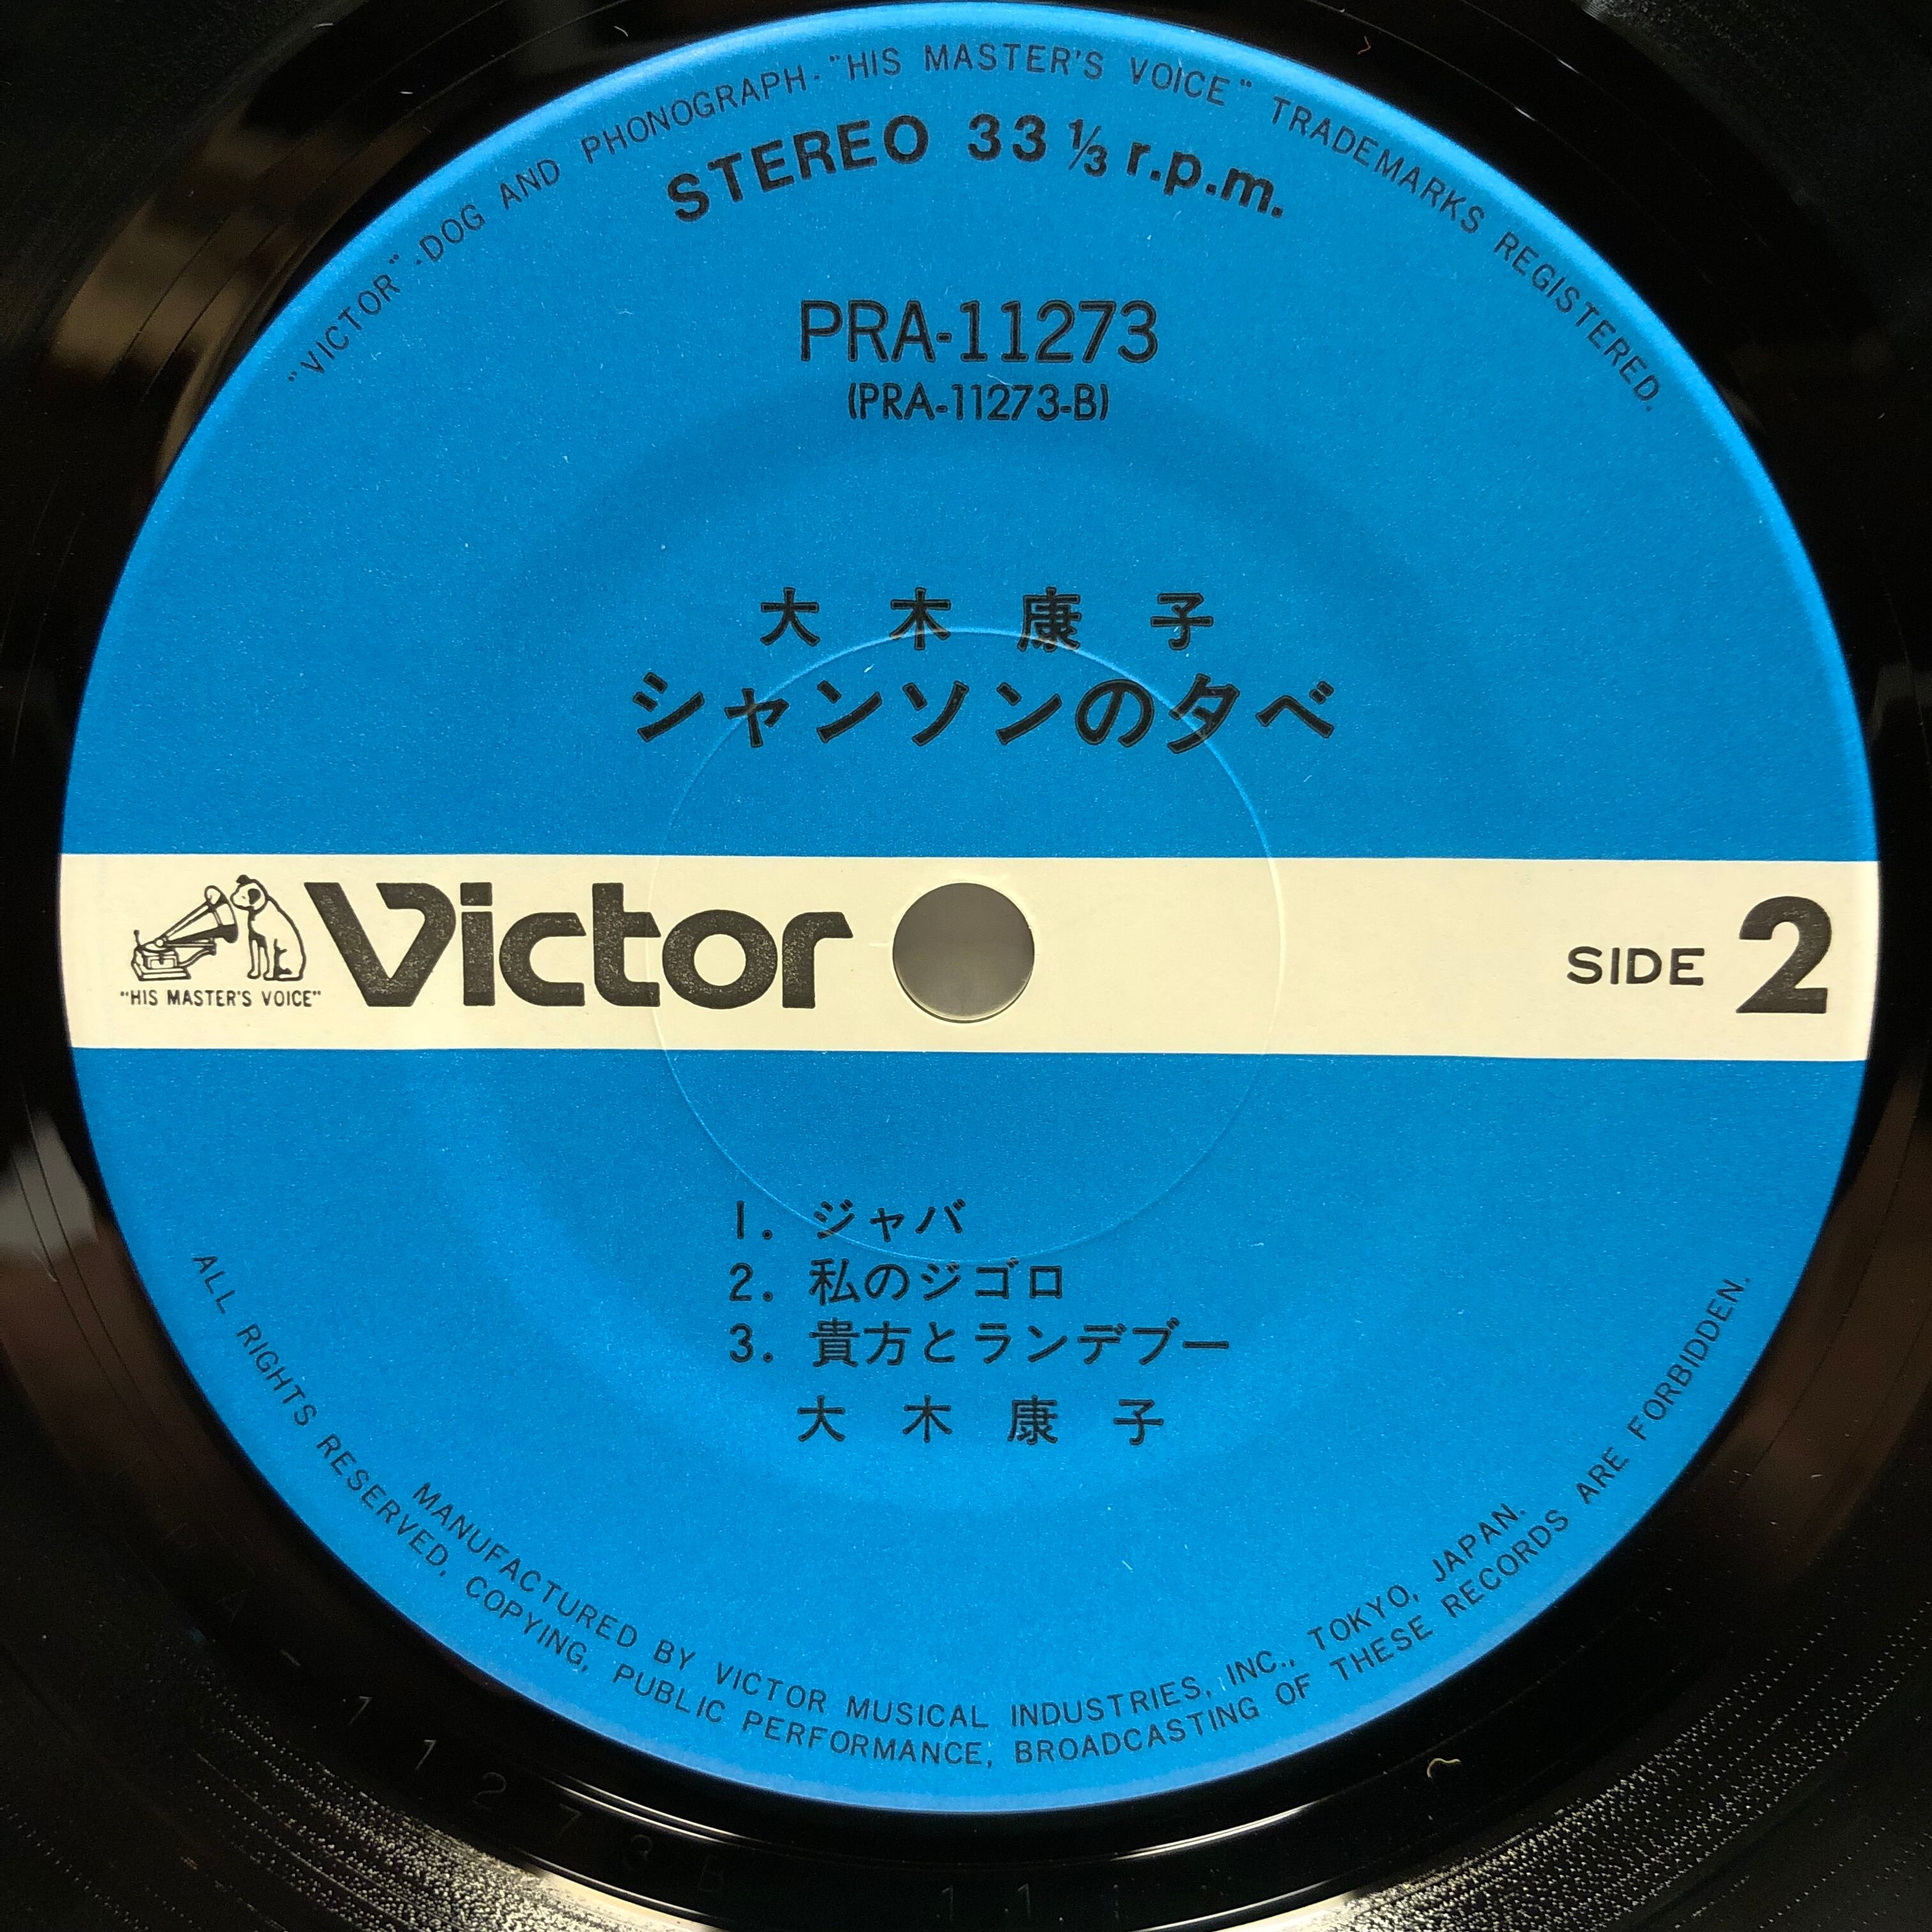 "VICTOR"·DOG AND PHONOGRAPH·"HIS MASTER'S VOICE" TRADEMARKS REGISTERED.
STEREO 33 1/3 r.p.m.
PRA-11273
(PRA-11273-B)
大木康子
シャンソンの夕べ
"HIS MASTER'S VOICE"
Victor
SIDE 2
1. ジャバ
2. 私のジゴロ
3. 貴方とランデブー
大木康子
MANUFACTURED BY VICTOR MUSICAL INDUSTRIES, INC., TOKYO, JAPAN.
ALL RIGHTS RESERVED, COPYING, PUBLIC PERFORMANCE, BROADCASTING OF THESE RECORDS ARE FORBIDDEN.
11273B